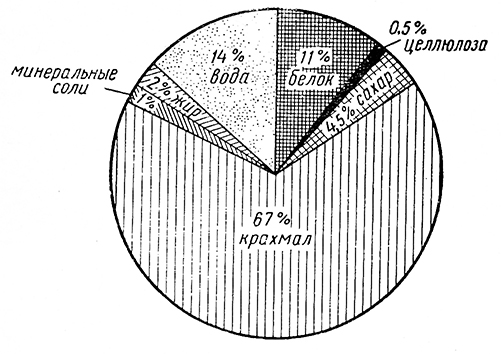 14%
вода
11%
белок
0,5%
целлюлоза
4,5% сахар
минеральные
соли
1%
2% жир
67%
крахмал